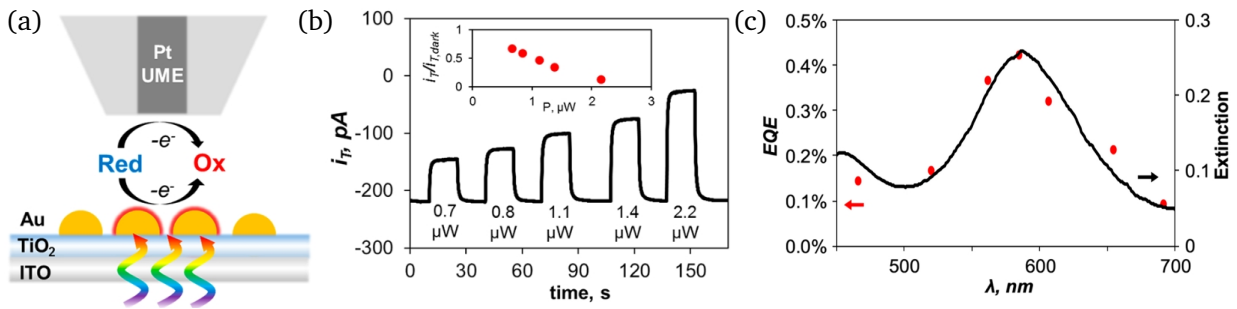 (a)
Pt
UME
-e-
Red
Ox
-e-
Au
TiO2
ITO
(b)
-100
0
-100
-200
-300
iT, pA
0
30
60
90
120
150
time, s
1
0.5
0
iT/iT,dark
0
1
2
3
P, μW
0.7
μW
0.8
μW
1.1
μW
1.4
μW
2.2
μW
(c)
0.5%
0.4%
0.3%
0.2%
0.1%
0.0%
EQE
500
600
700
λ, nm
0.3
0.2
0.1
0
Extinction